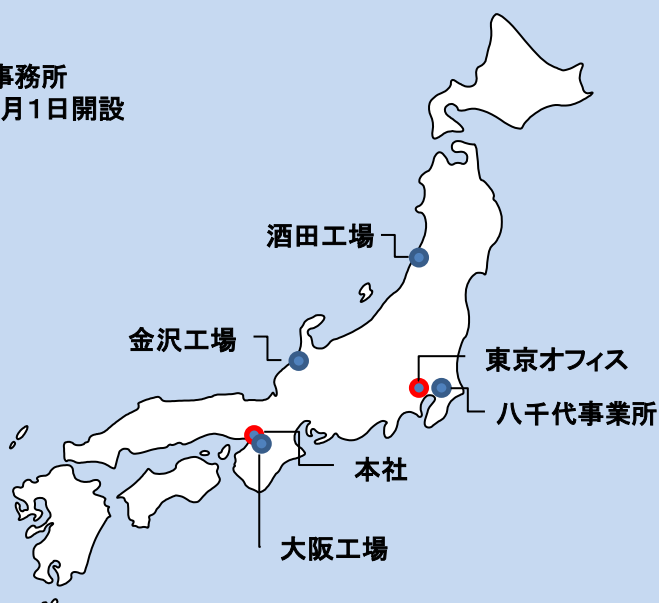 事務所
月1日開設
酒田工場
金沢工場
東京オフィス
八千代事業所
本社
大阪工場